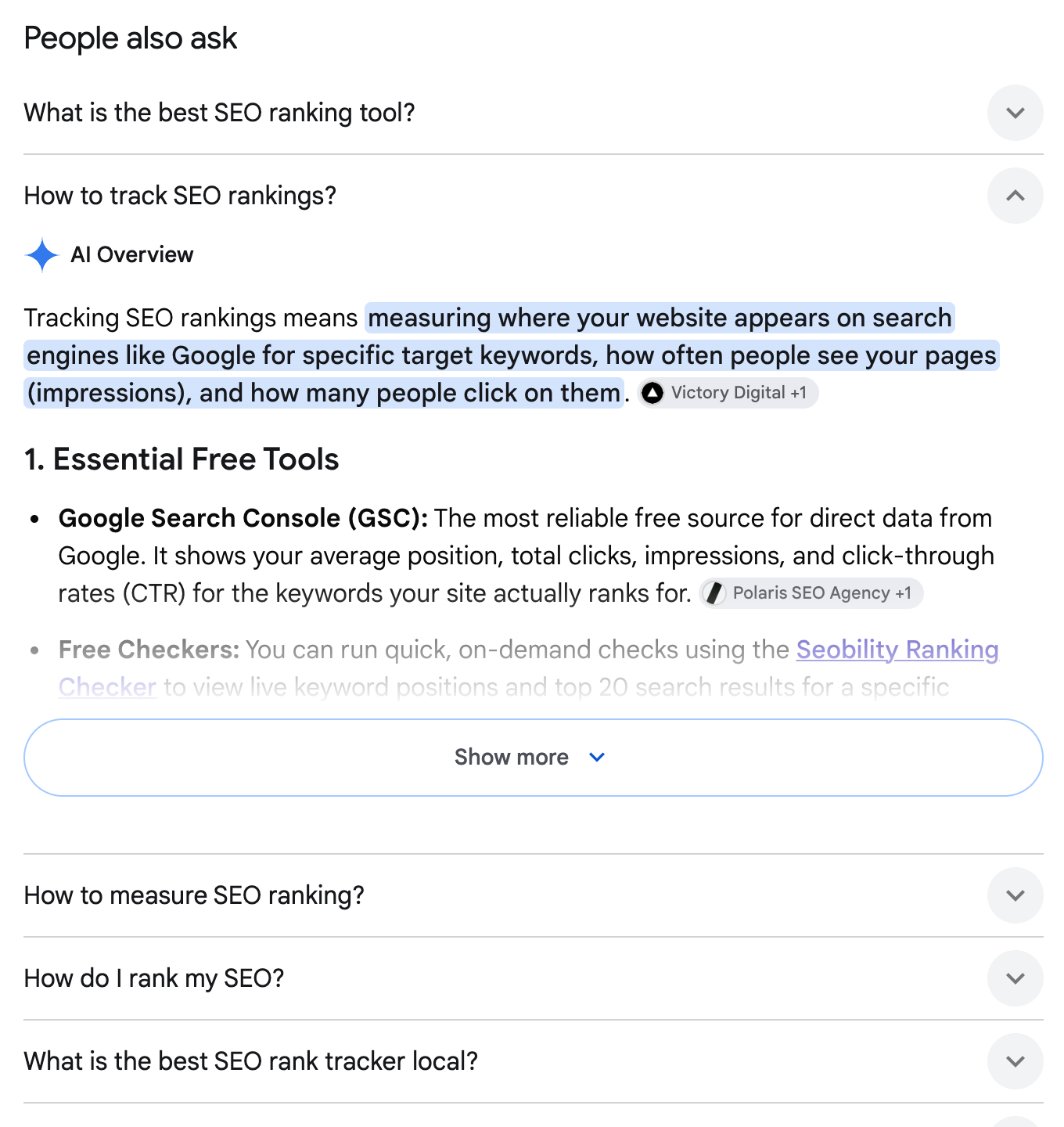 People also ask
What is the best SEO ranking tool?
How to track SEO rankings?
AI Overview
Tracking SEO rankings means measuring where your website appears on search
engines like Google for specific target keywords, how often people see your pages
(impressions), and how many people click on them. Victory Digital +1
1. Essential Free Tools
• Google Search Console (GSC): The most reliable free source for direct data from
Google. It shows your average position, total clicks, impressions, and click-through
rates (CTR) for the keywords your site actually ranks for. Polaris SEO Agency +1
• Free Checkers: You can run quick, on-demand checks using the Seobility Ranking
Checker to view live keyword positions and top 20 search results for a specific
Show more
How to measure SEO ranking?
How do I rank my SEO?
What is the best SEO rank tracker local?